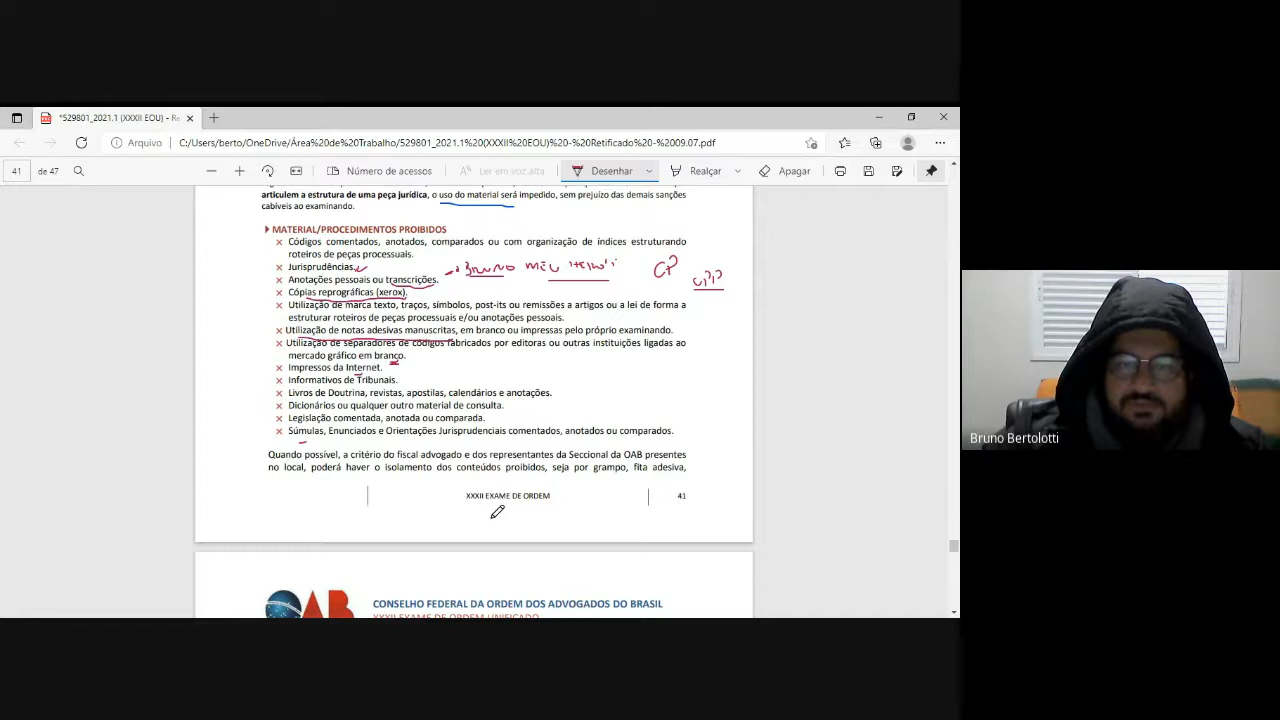 *529801_2021.1 (XXXII EOU) - Re
Arquivo
C:/Users/berto/OneDrive/Área%20de%20Trabalho/529801_2021.1%20(XXXII%20EOU)%20-%20Retificado%20-%2009.07.pdf
41
de 47
Número de acessos
Ler em voz alta
Desenhar
Realçar
Apagar
articulem a estrutura de uma peça jurídica, o uso do material será impedido, sem prejuízo das demais sanções
cabíveis ao examinando.
MATERIAL/PROCEDIMENTOS PROIBIDOS
Códigos comentados, anotados, comparados ou com organização de índices estruturando
roteiros de peças processuais.
Jurisprudências.
Anotações pessoais ou transcrições.
BRUNO MEU
CP
CPP
Cópias reprográficas (xerox).
Utilização de marca texto, traços, símbolos, post-its ou remissões a artigos ou a lei de forma a
estruturar roteiros de peças processuais e/ou anotações pessoais.
Utilização de notas adesivas manuscritas, em branco ou impressas pelo próprio examinando.
Utilização de separadores de códigos fabricados por editoras ou outras instituições ligadas ao
mercado gráfico em branco.
Impressos da Internet.
Informativos de Tribunais.
Livros de Doutrina, revistas, apostilas, calendários e anotações.
Dicionários ou qualquer outro material de consulta.
Legislação comentada, anotada ou comparada.
Súmulas, Enunciados e Orientações Jurisprudenciais comentados, anotados ou comparados.
Quando possível, a critério do fiscal advogado e dos representantes da Seccional da OAB presentes
no local, poderá haver o isolamento dos conteúdos proibidos, seja por grampo, fita adesiva,
XXXII EXAME DE ORDEM
41
OAB
CONSELHO FEDERAL DA ORDEM DOS ADVOGADOS DO BRASIL
XXXII EXAME DE ORDEM UNIFICADO
Bruno Bertolotti